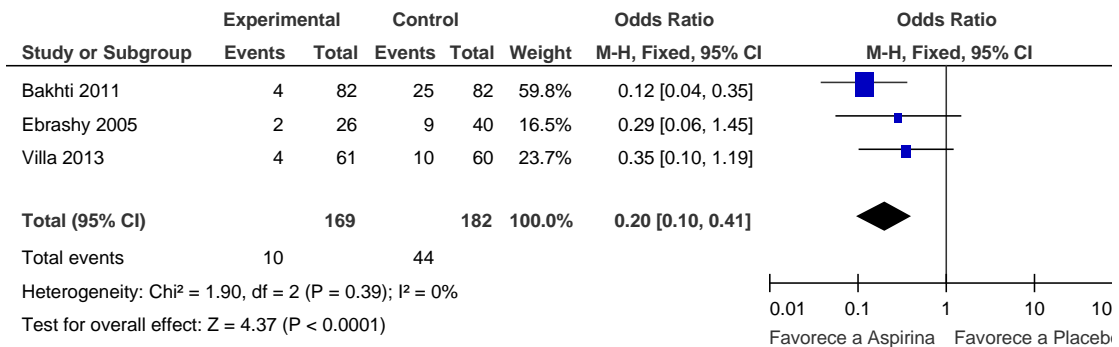 Experimental Control Odds Ratio Odds Ratio
Study or Subgroup Events Total Events Total Weight M-H, Fixed, 95% CI M-H, Fixed, 95% CI
Bakhti 2011 4 82 25 82 59.8% 0.12 [0.04, 0.35]
Ebrashy 2005 2 26 9 40 16.5% 0.29 [0.06, 1.45]
Villa 2013 4 61 10 60 23.7% 0.35 [0.10, 1.19]
Total (95% CI) 169 182 100.0% 0.20 [0.10, 0.41]
Total events 10 44
Heterogeneity: Chi² = 1.90, df = 2 (P = 0.39); I² = 0%
Test for overall effect: Z = 4.37 (P < 0.0001)
0.01 0.1 1 10
Favorece a Aspirina Favorece a